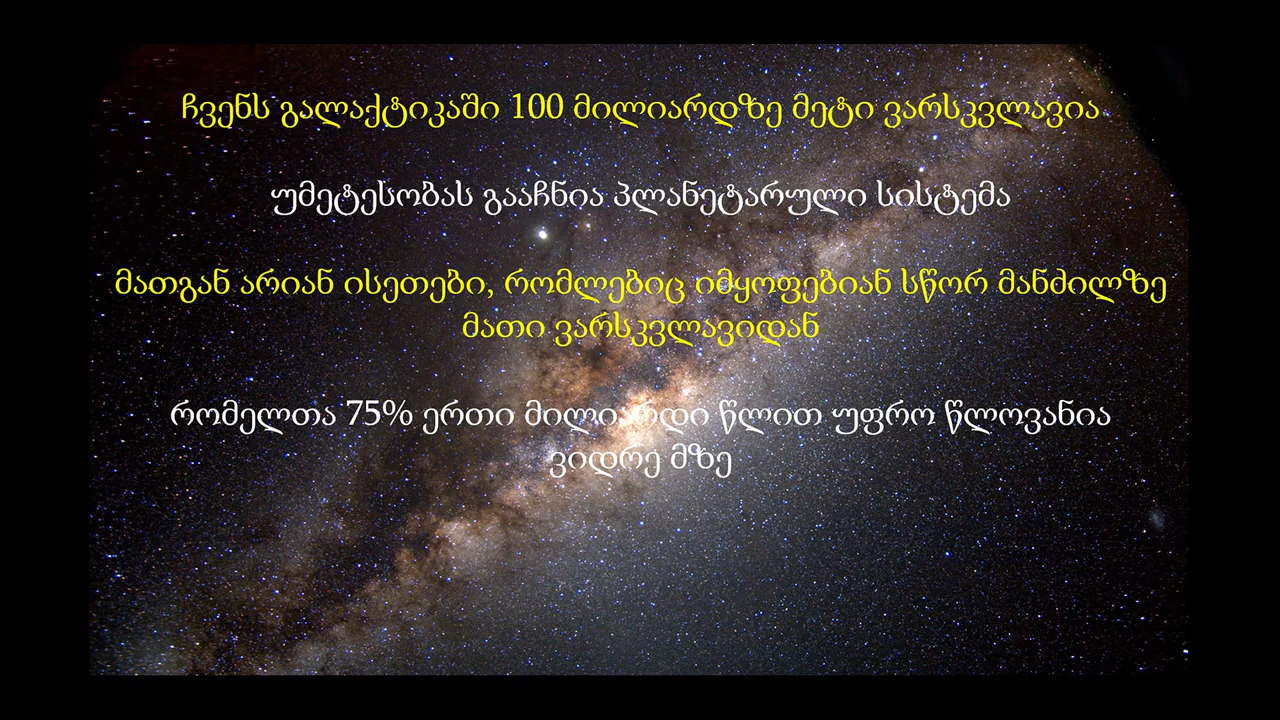 ჩვენს გალაქტიკაში 100 მილიარდზე მეტი ვარსკვლავია
უმეტესობას გააჩნია პლანეტარული სისტემა
მათგან არიან ისეთები, რომლებიც იმყოფებიან სწორ მანძილზე
მათი ვარსკვლავიდან
რომელთა 75% ერთი მილიარდი წლით უფრო წლოვანია
ვიდრე მზე